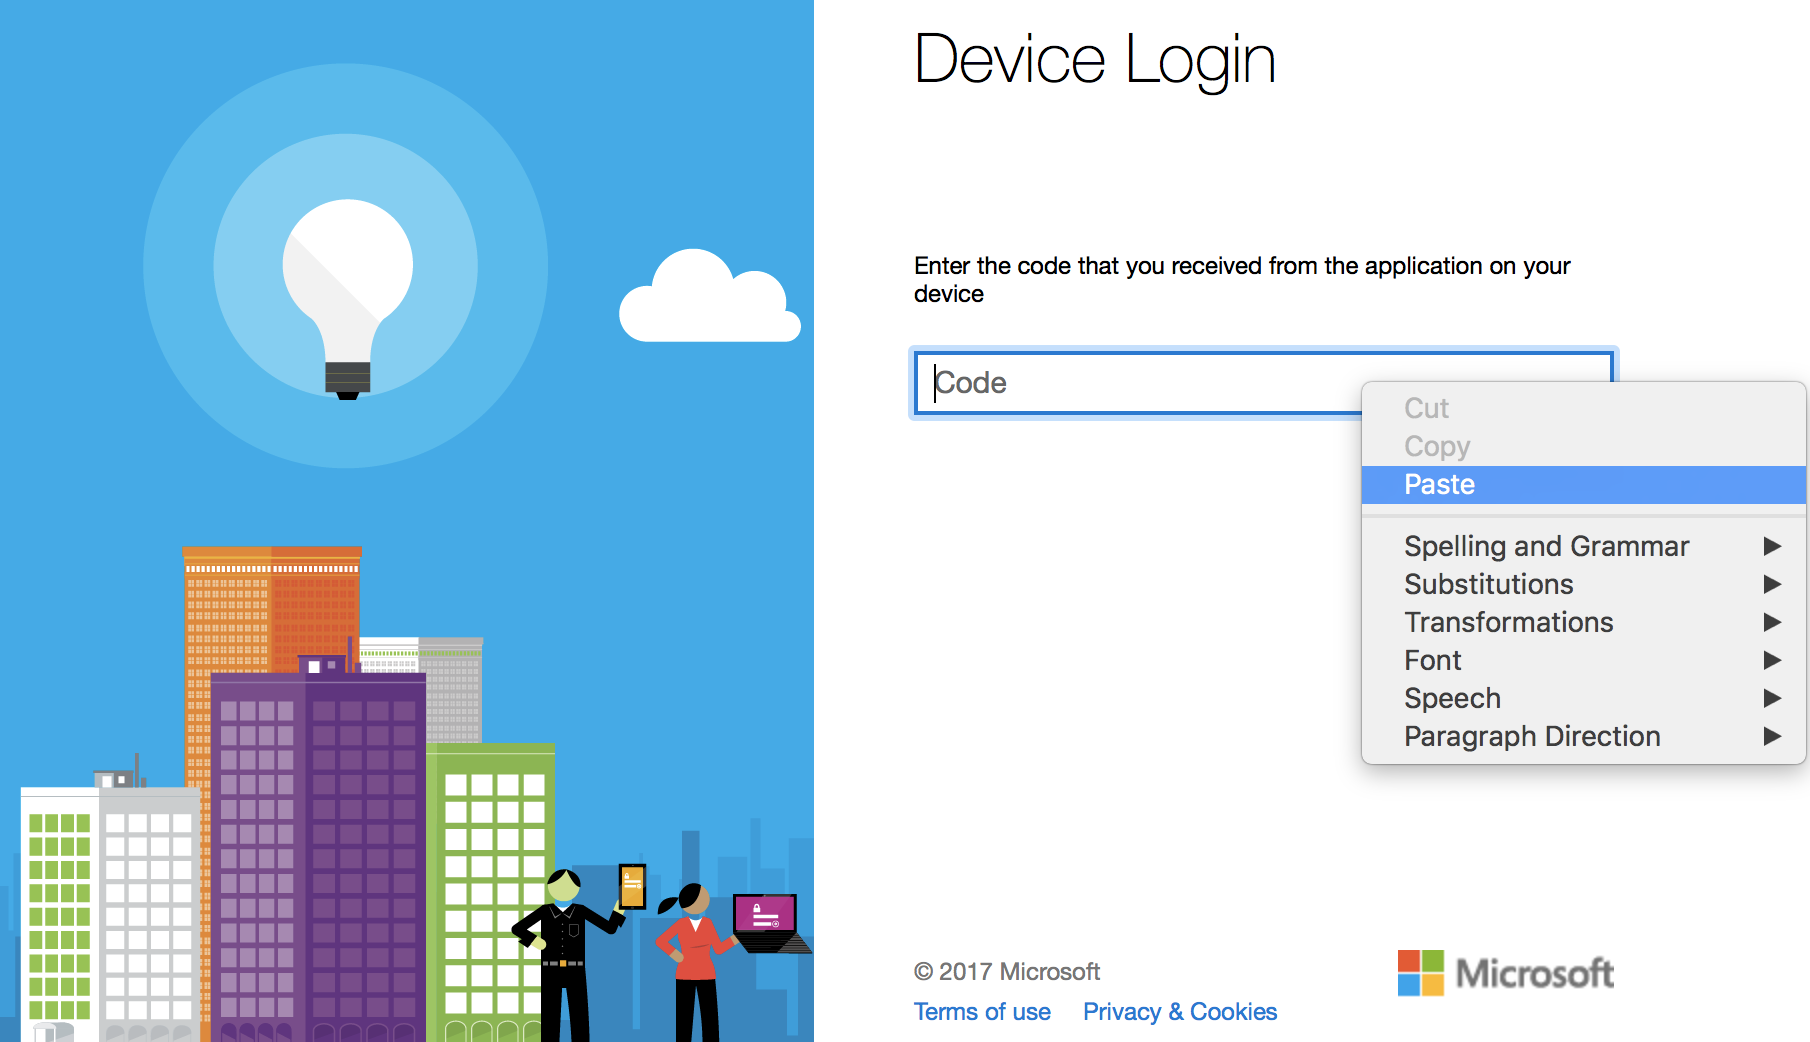 Device Login
Enter the code that you received from the application on your
device
Code
Cut
Copy
Paste
Spelling and Grammar
Substitutions
Transformations
Font
Speech
Paragraph Direction
© 2017 Microsoft
Terms of use Privacy & Cookies
Microsoft